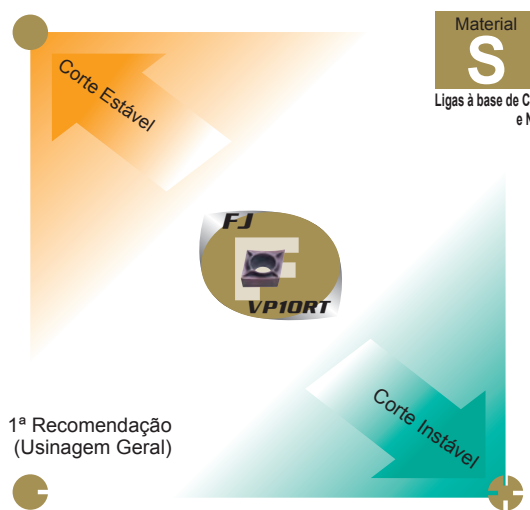 Material
S
Ligas à base de C
e N
Corte Estável
FJ
F
VP10RT
1ª Recomendação
(Usinagem Geral)
Corte Instável